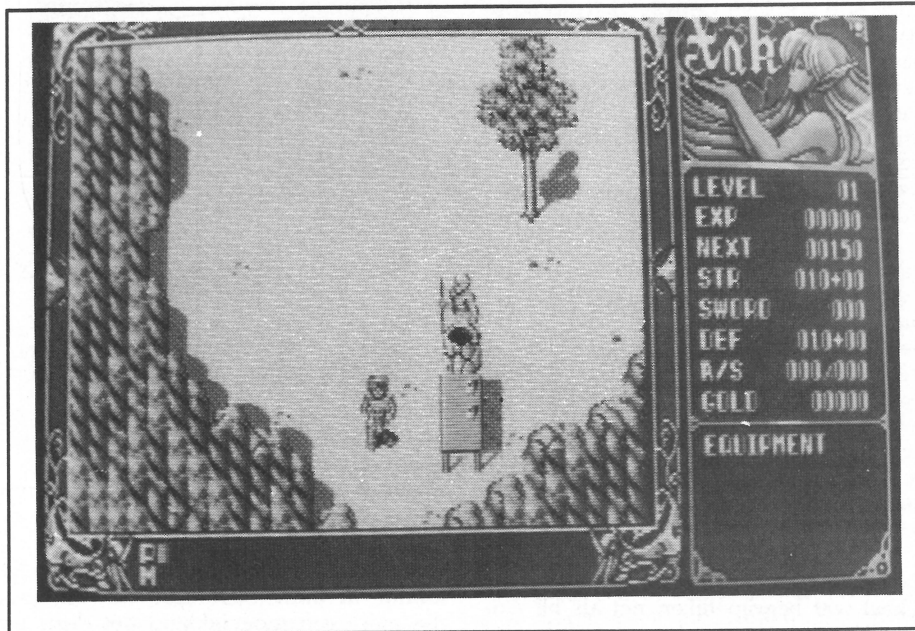 Xak
LEVEL 01
EXP 00000
NEXT 00150
STR 010+00
SWORD 000
DEF 010+00
A/S 000/000
GOLD 00000
EQUIPMENT
E
M